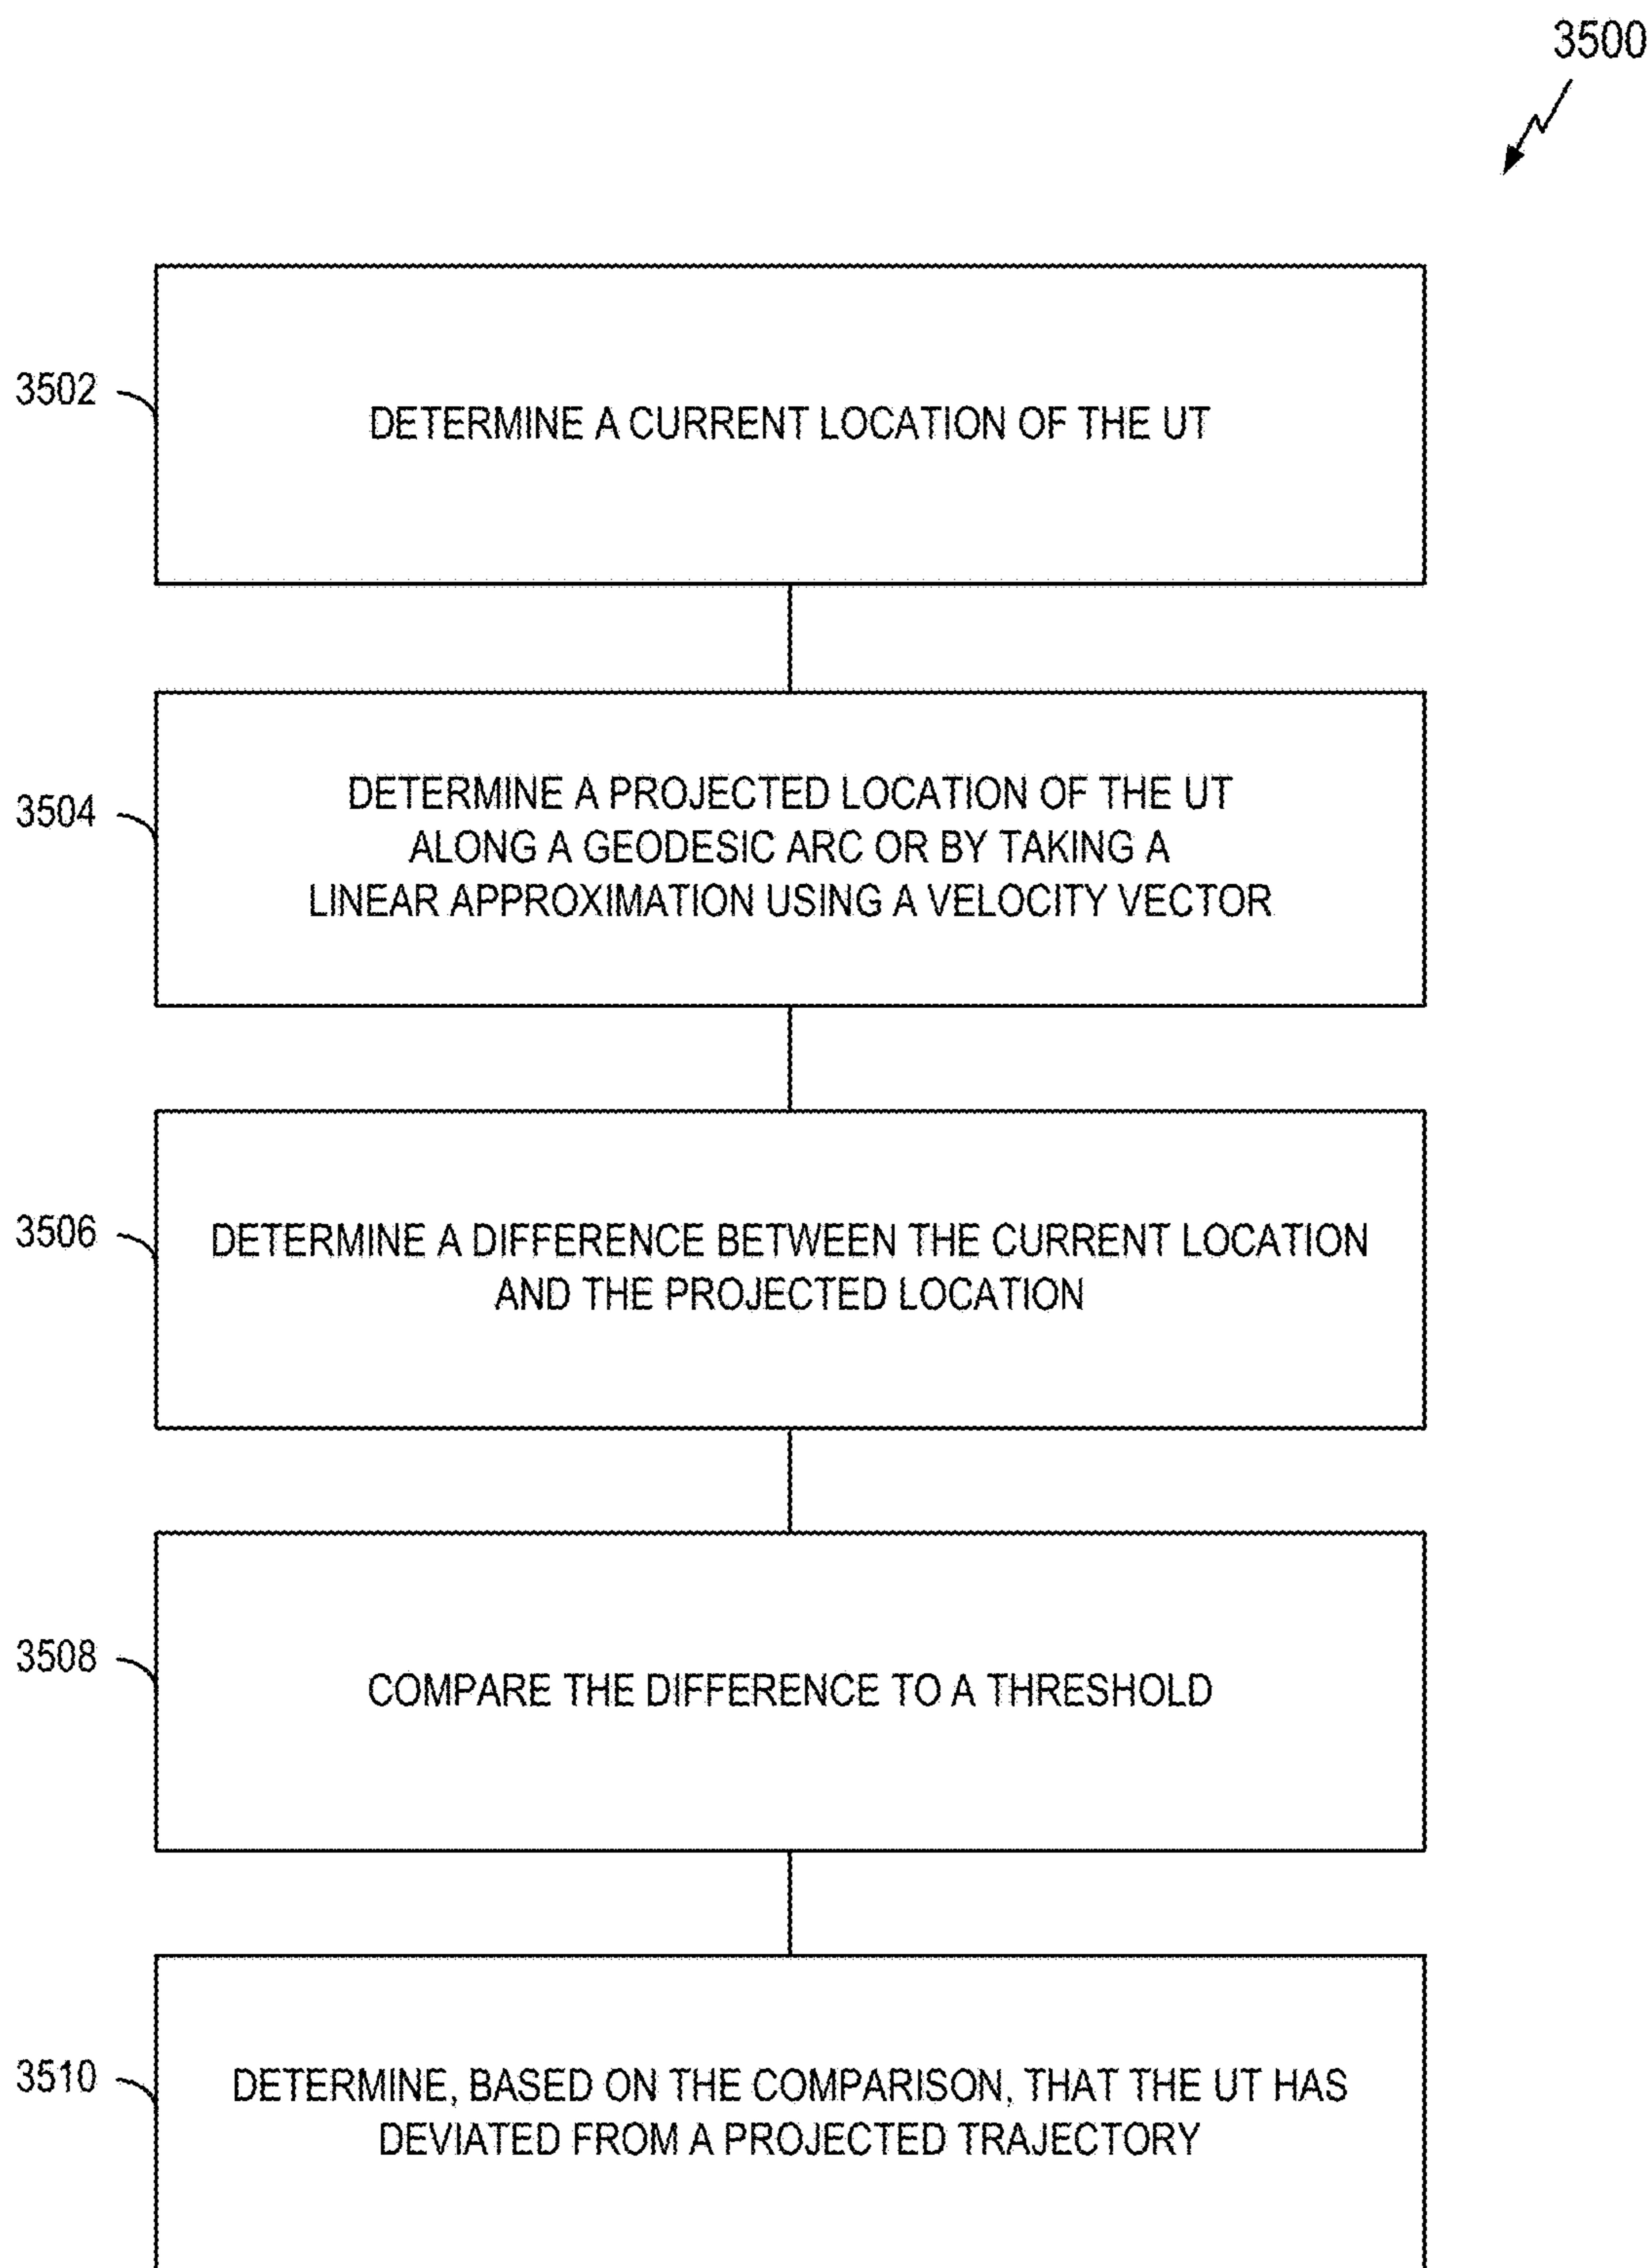 3500
3502
DETERMINE A CURRENT LOCATION OF THE UT
3504
DETERMINE A PROJECTED LOCATION OF THE UT
ALONG A GEODESIC ARC OR BY TAKING A
LINEAR APPROXIMATION USING A VELOCITY VECTOR
3506
DETERMINE A DIFFERENCE BETWEEN THE CURRENT LOCATION
AND THE PROJECTED LOCATION
3508
COMPARE THE DIFFERENCE TO A THRESHOLD
3510
DETERMINE, BASED ON THE COMPARISON, THAT THE UT HAS
DEVIATED FROM A PROJECTED TRAJECTORY